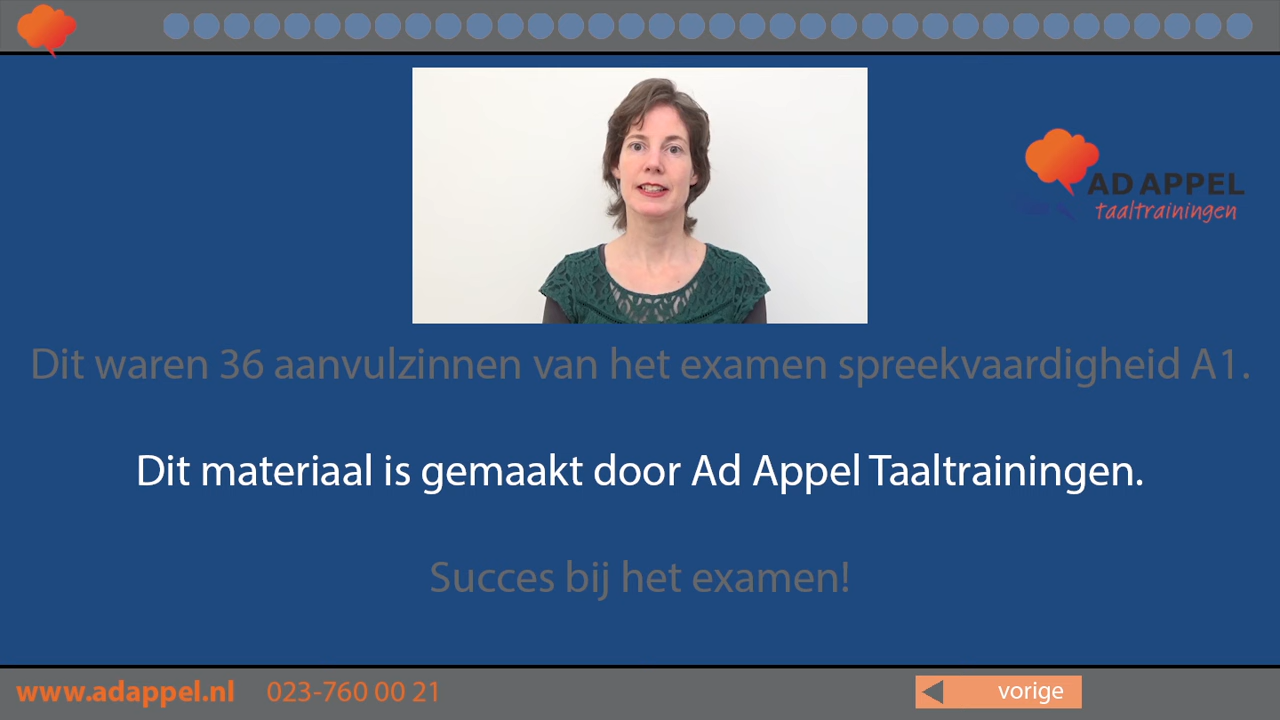 AD APPEL
taaltrainingen
Dit waren 36 aanvulzinnen van het examen spreekvaardigheid A1.
Dit materiaal is gemaakt door Ad Appel Taaltrainingen.
Succes bij het examen!
www.adappel.nl 023-760 00 21 vorige